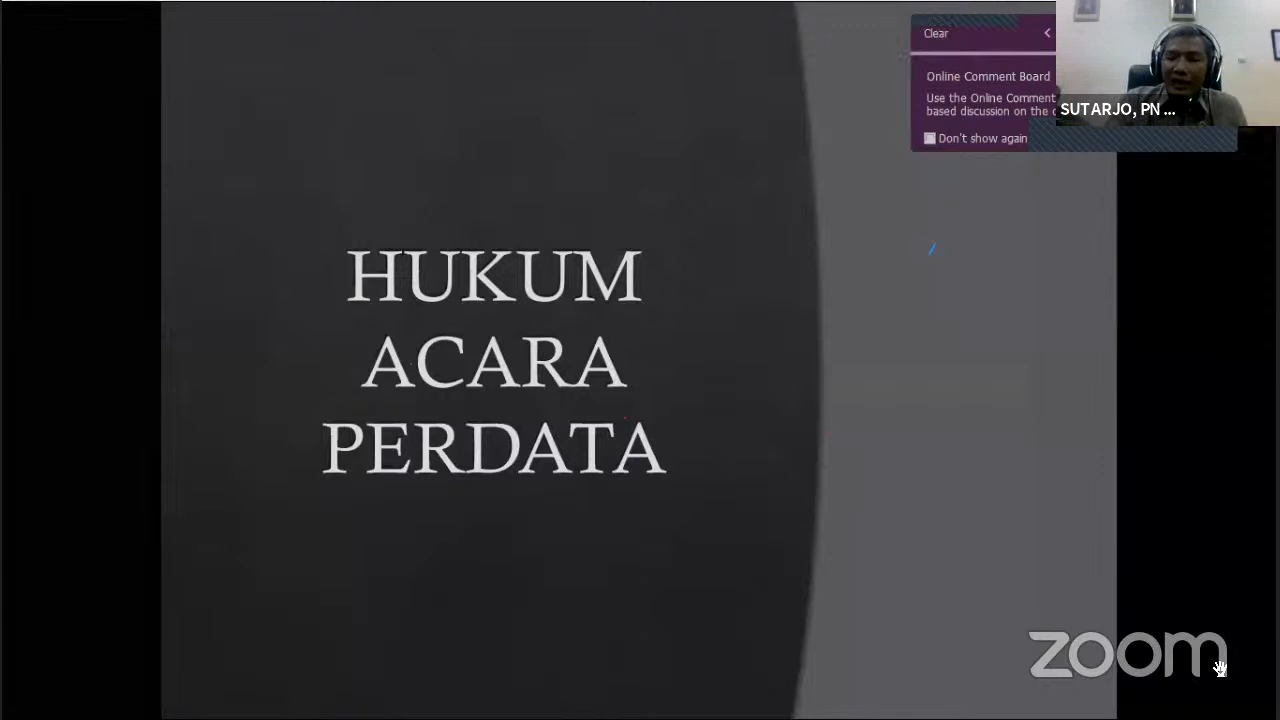 Clear
Online Comment Board
Use the Online Comment
based discussion on the
Don't show again
SUTARJO, PN ...
HUKUM
ACARA
PERDATA
zoom